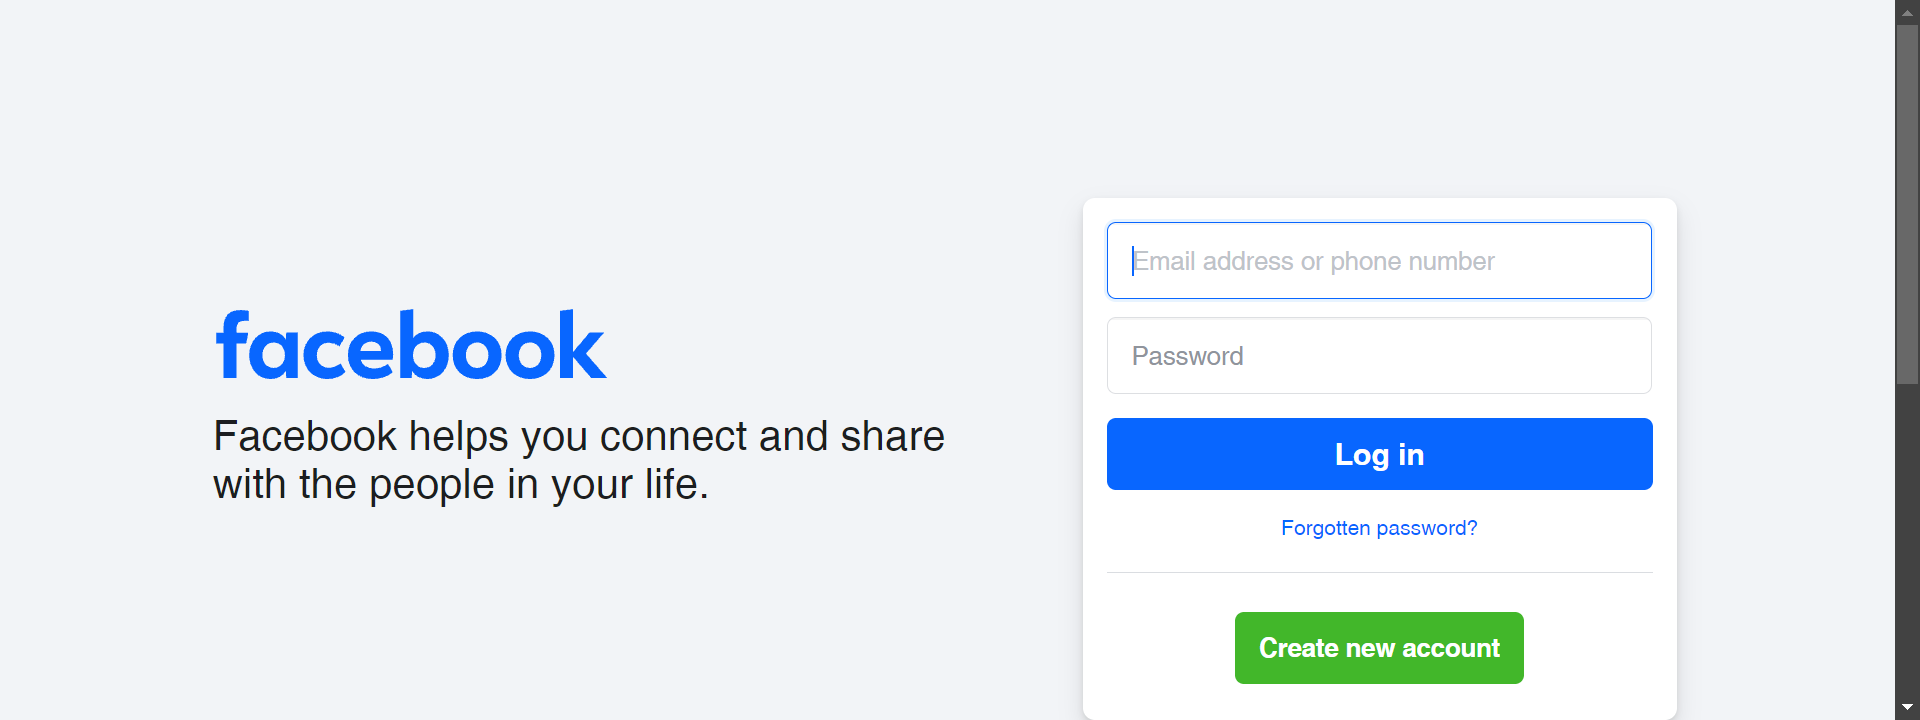 facebook
Facebook helps you connect and share
with the people in your life.
Email address or phone number
Password
Log in
Forgotten password?
Create new account